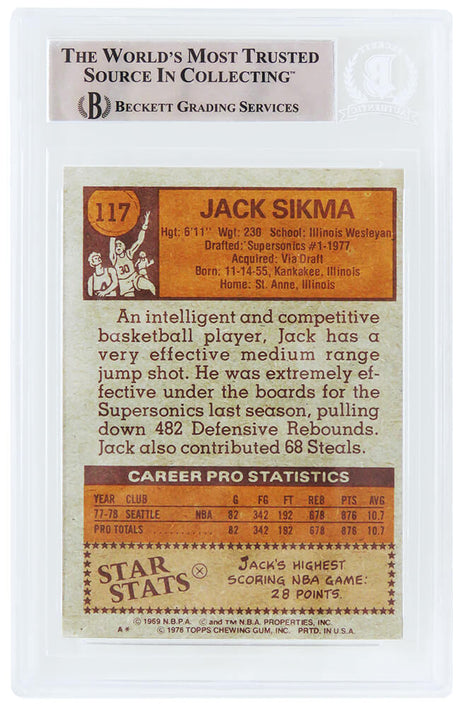 THE WORLD'S MOST TRUSTED
SOURCE IN COLLECTING™
B BECKETT GRADING SERVICES
BECKETT
B
AUTHENTIC
117
JACK SIKMA
Hgt: 6'11" Wgt: 230 School: Illinois Wesleyan
Drafted: Supersonics #1-1977
Acquired: Via Draft
Born: 11-14-55, Kankakee, Illinois
Home: St. Anne, Illinois
30
An intelligent and competitive
basketball player, Jack has a
very effective medium range
jump shot. He was extremely ef-
fective under the boards for the
Supersonics last season, pulling
down 482 Defensive Rebounds.
Jack also contributed 68 Steals.
CAREER PRO STATISTICS
YEAR CLUB G FG FT REB PTS AVG
77-78 SEATTLE NBA 82 342 192 678 876 10.7
PRO TOTALS 82 342 192 678 876 10.7
STAR
STATS
JACK'S HIGHEST
SCORING NBA GAME:
28 POINTS.
© 1969 N.B.P.A. © and TM N.B.A. PROPERTIES, INC.
A* © 1978 TOPPS CHEWING GUM, INC. PRTD. IN U.S.A.